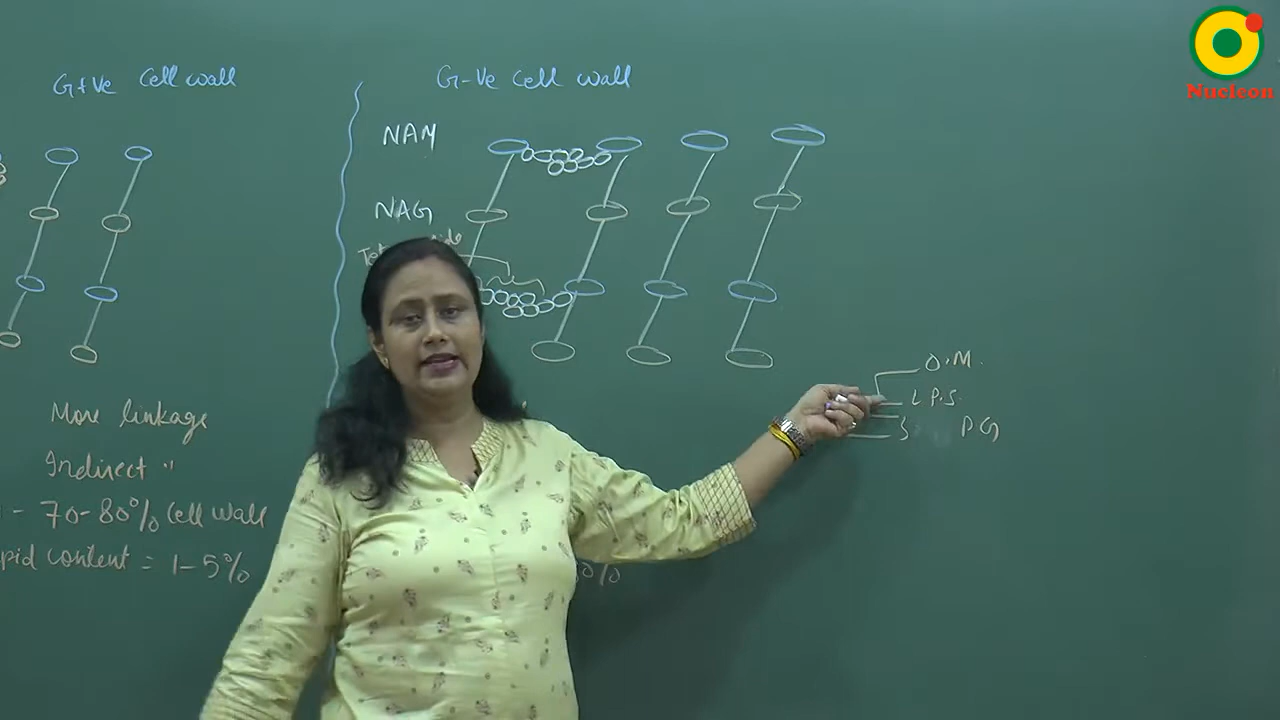 G+Ve Cell wall
More linkage
Indirect "
- 70-80% Cell wall
pid content = 1-5%
G-Ve Cell wall
NAM
NAG
O.M.
L P.S.
PG
Nucleon